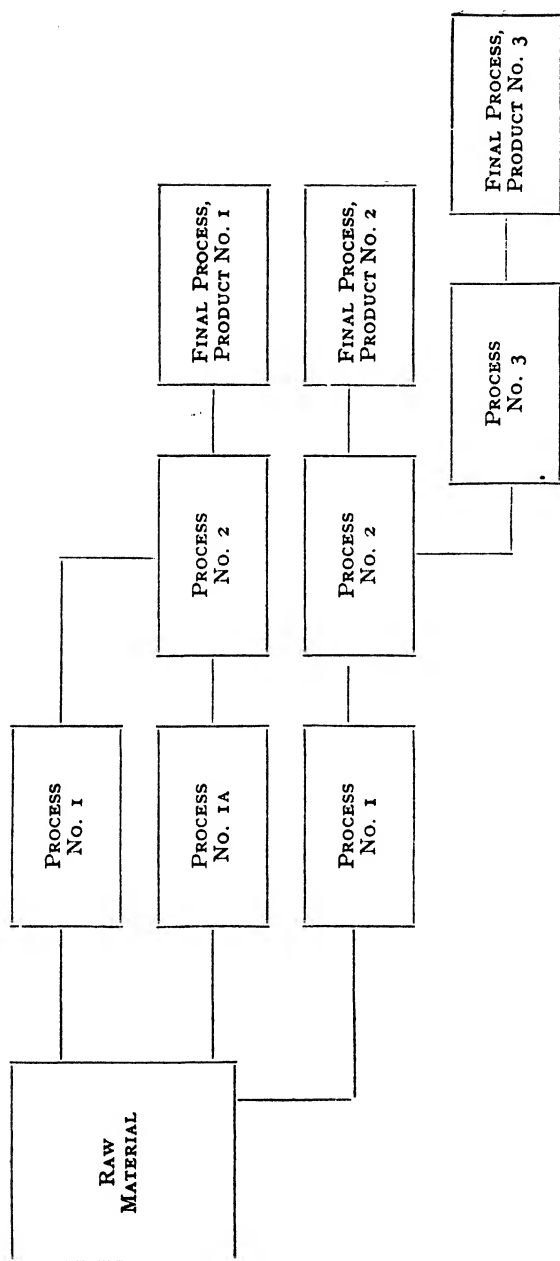 Raw
Material
Process
No. 1
Process
No. 1A
Process
No. 1
Process
No. 2
Process
No. 2
Process
No. 3
Final Process,
Product No. 1
Final Process,
Product No. 2
Final Process,
Product No. 3